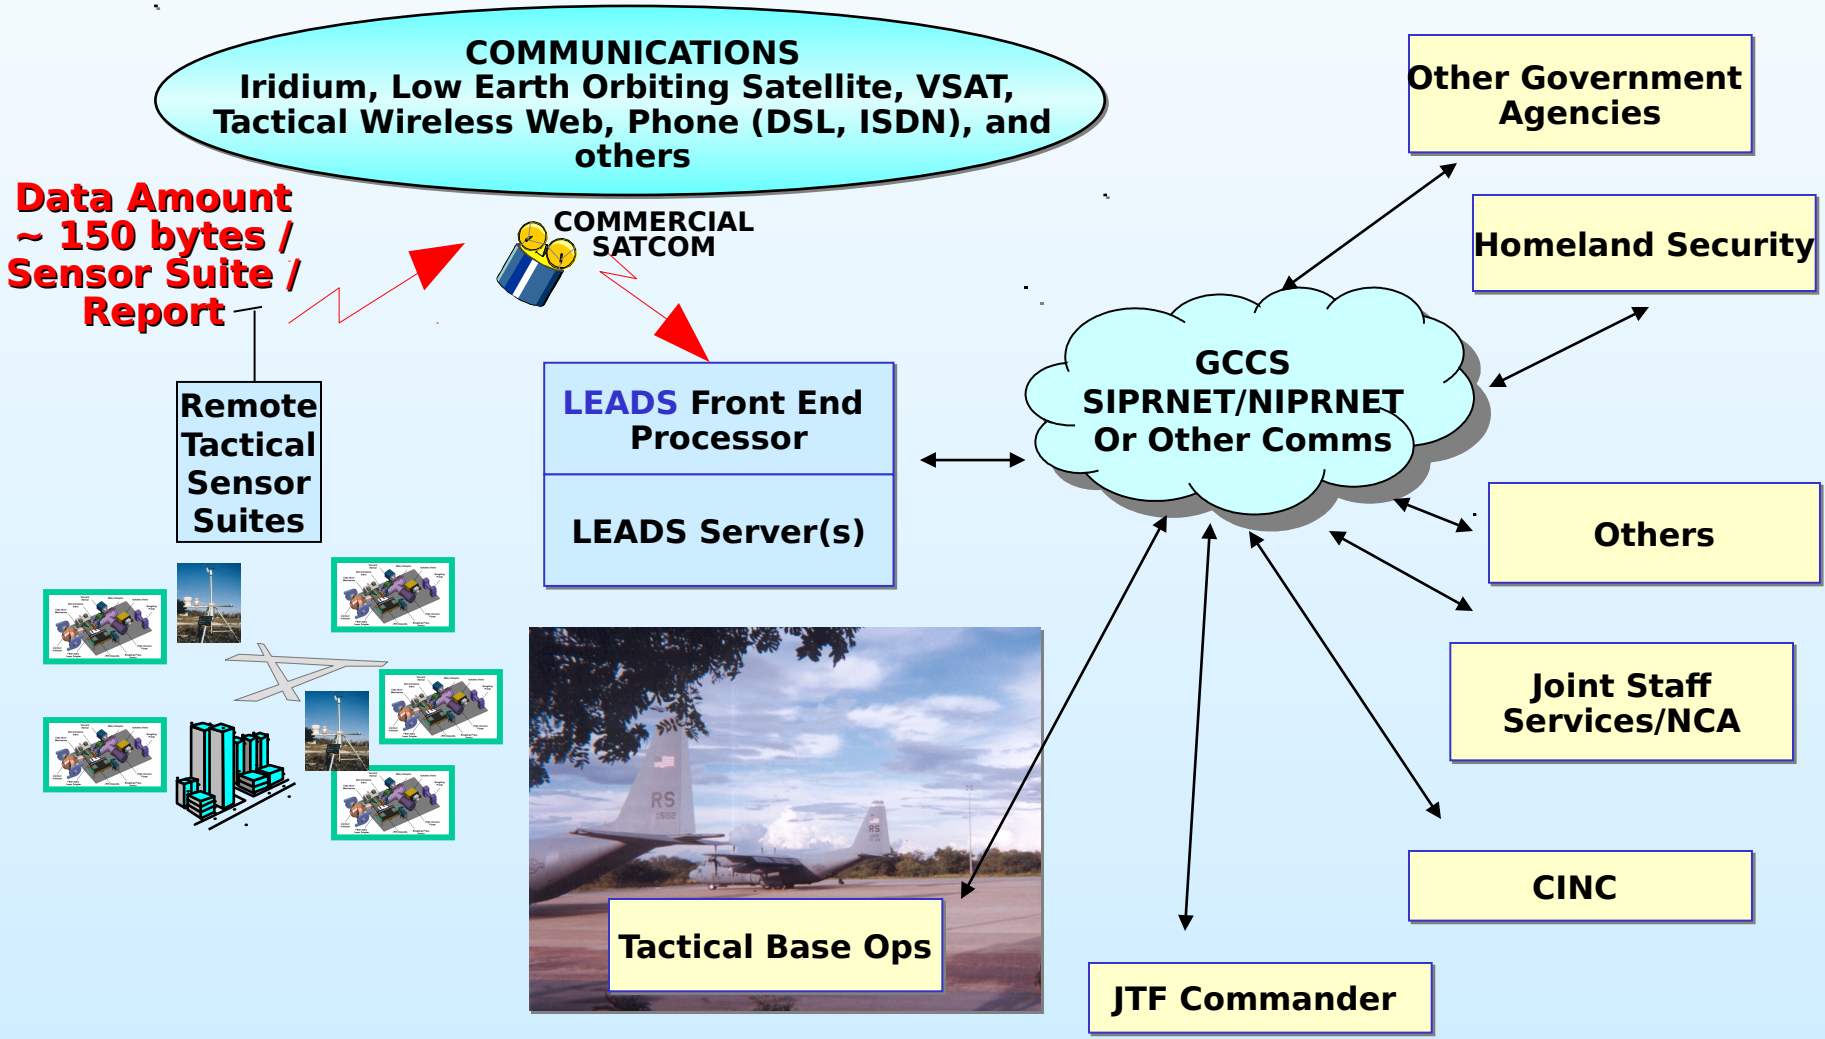 COMMUNICATIONS
Iridium, Low Earth Orbiting Satellite, VSAT,
Tactical Wireless Web, Phone (DSL, ISDN), and
others
Data Amount
~ 150 bytes /
Sensor Suite /
Report
COMMERCIAL
SATCOM
Remote
Tactical
Sensor
Suites
LEADS Front End
Processor
LEADS Server(s)
GCCS
SIPRNET/NIPRNET
Or Other Comms
Other Government
Agencies
Homeland Security
Others
Joint Staff
Services/NCA
CINC
JTF Commander
RS
RS
Tactical Base Ops